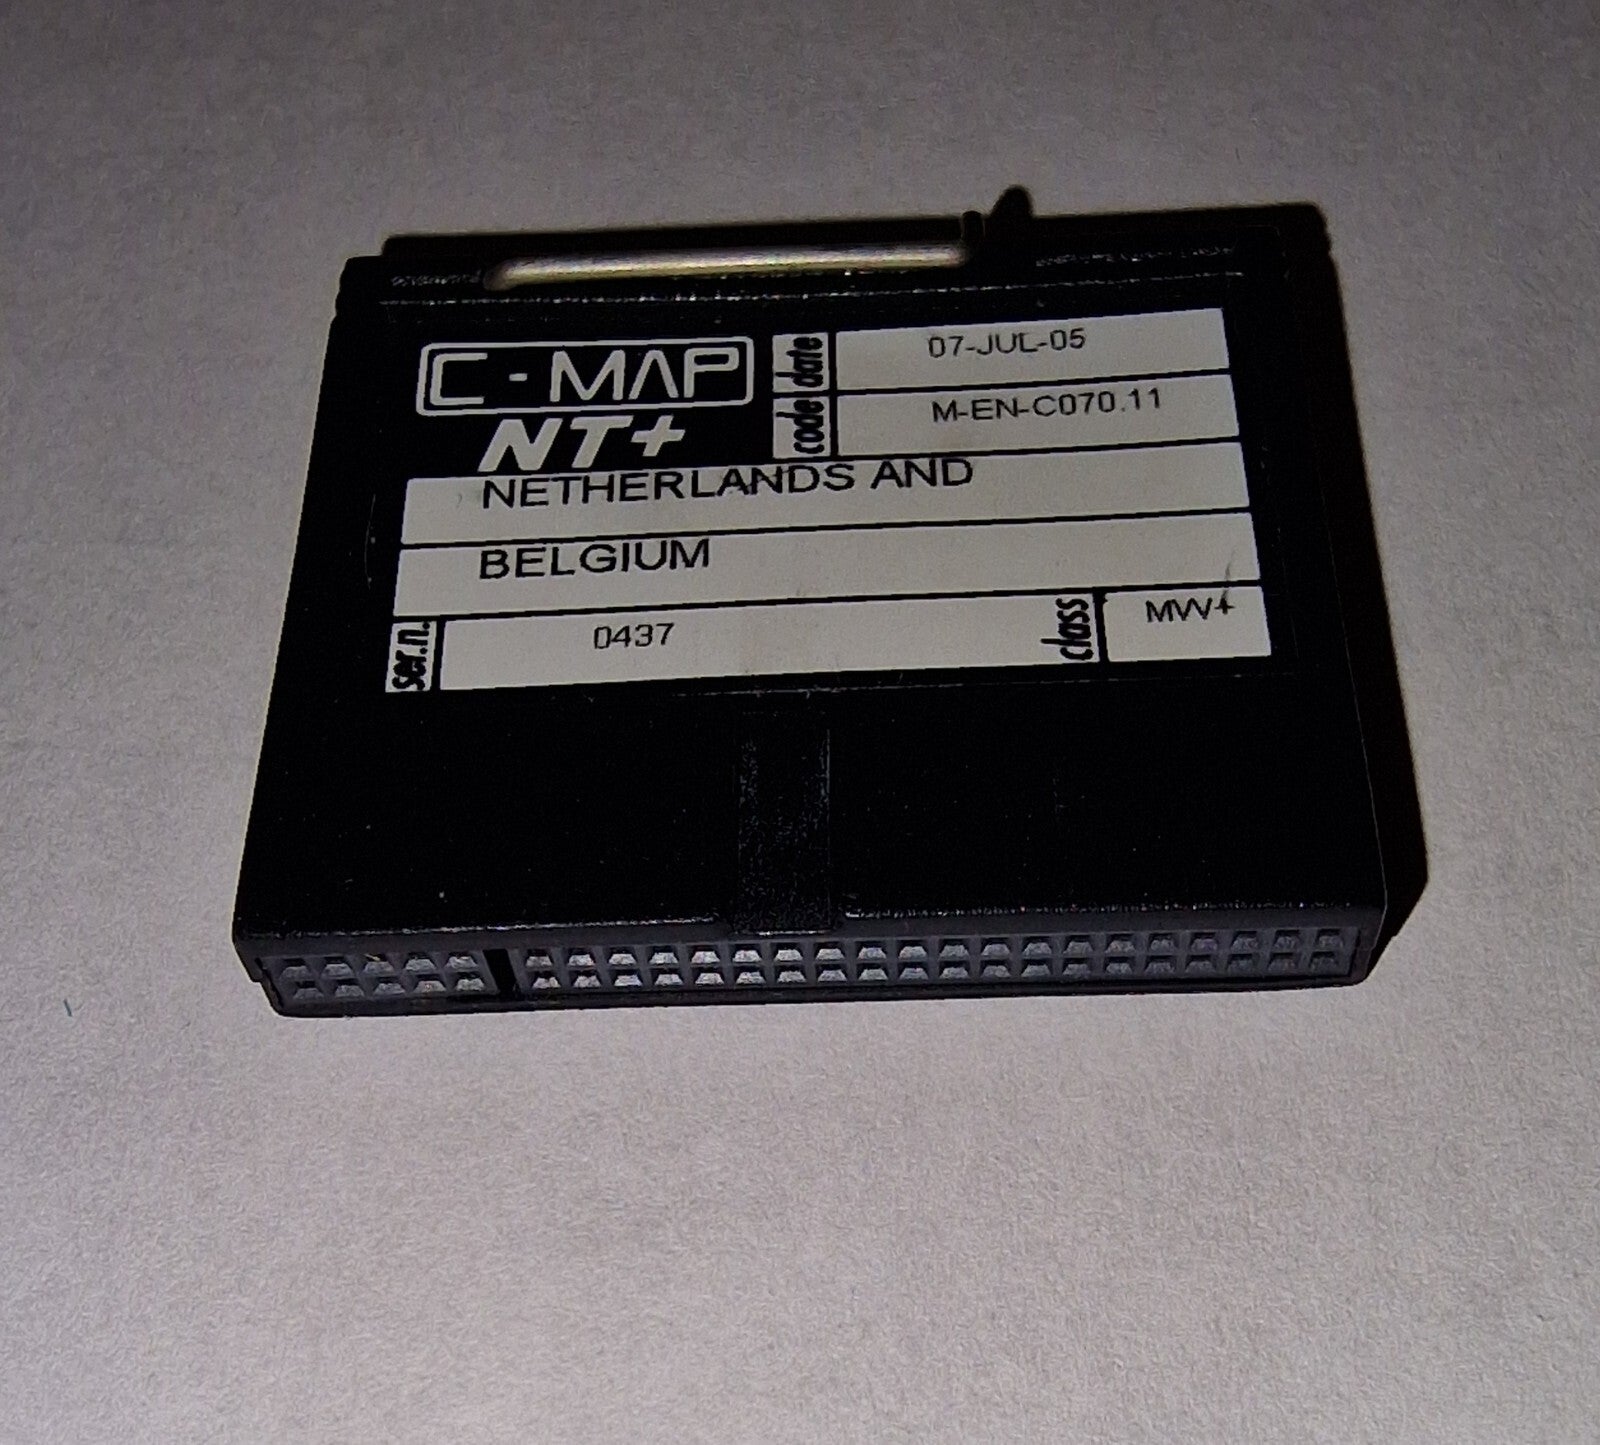 C-MAP
NT+
date 07-JUL-05
code M-EN-C070.11
NETHERLANDS AND
BELGIUM
ser.n. 0437
class MW+